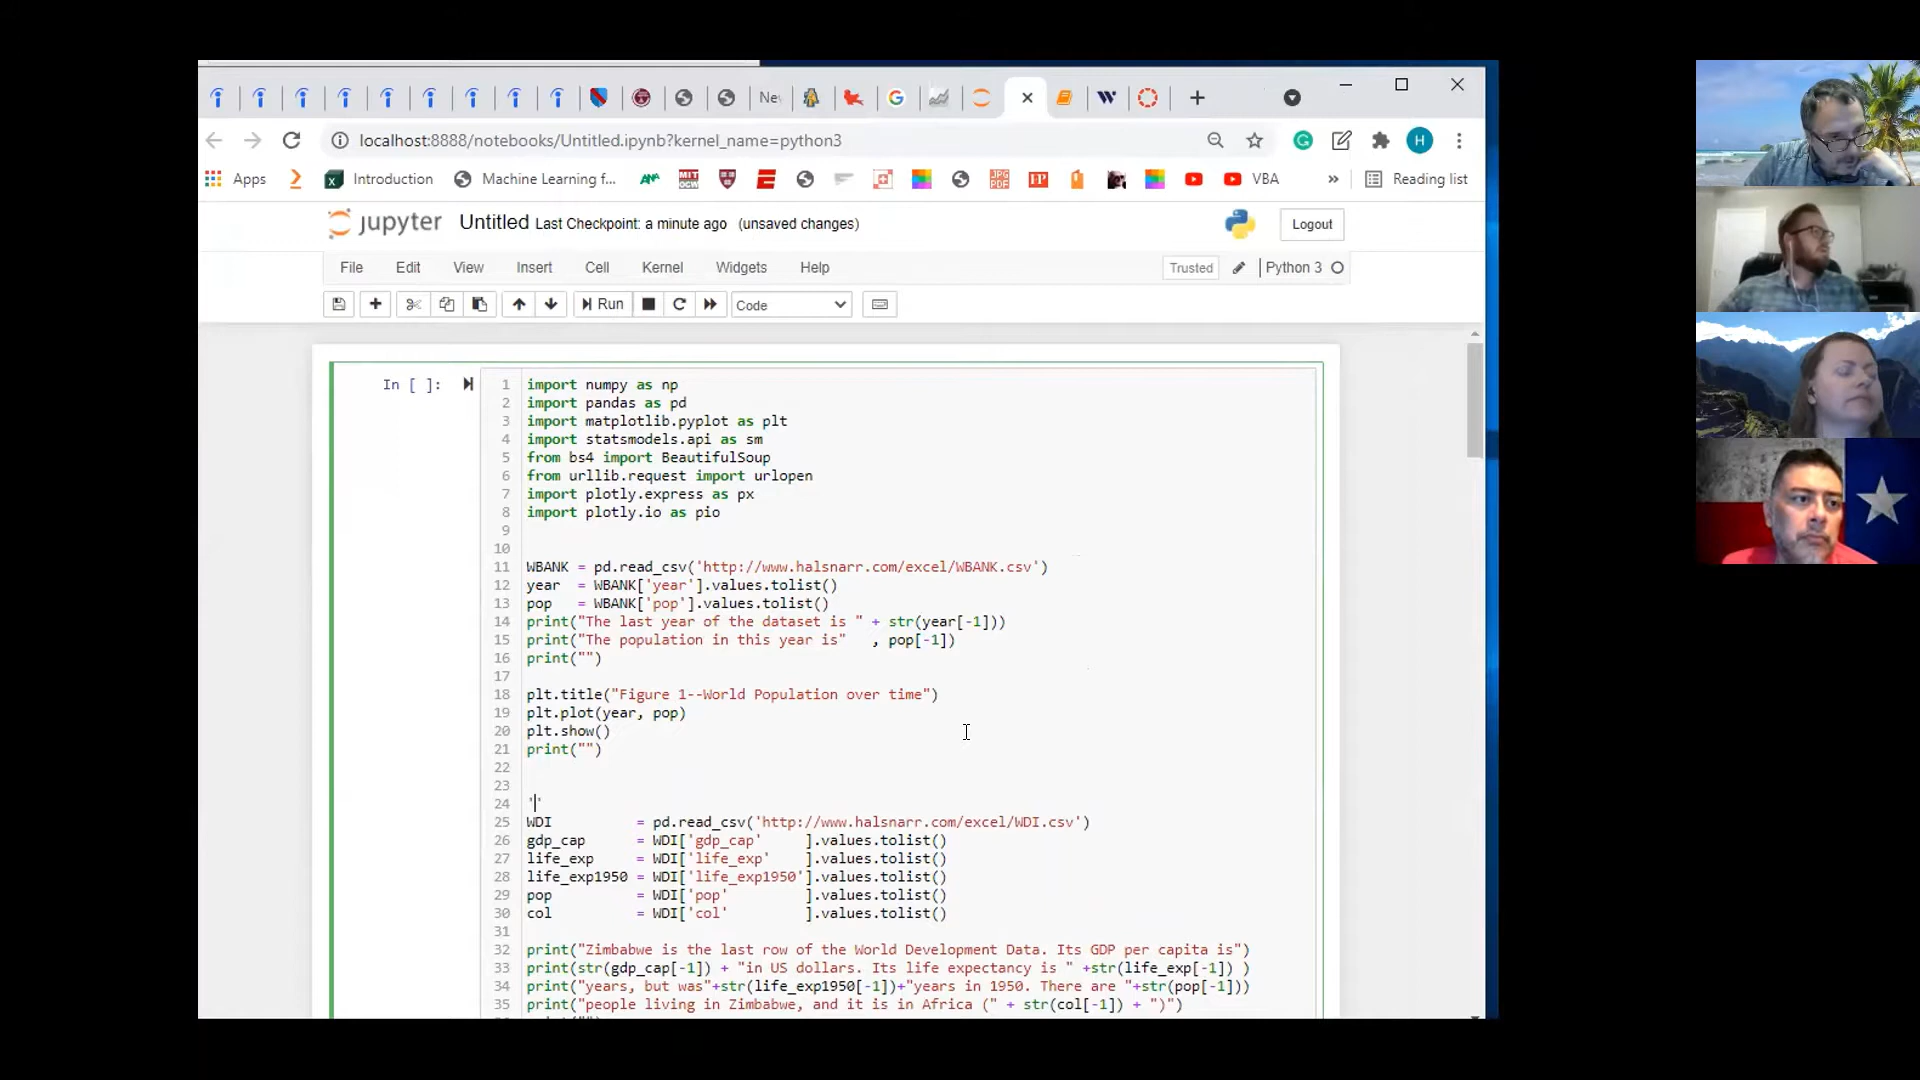 New
localhost:8888/notebooks/Untitled.ipynb?kernel_name=python3
H
Apps
Introduction
Machine Learning f...
VBA
»
Reading list
jupyter
Untitled Last Checkpoint: a minute ago (unsaved changes)
Logout
File Edit View Insert Cell Kernel Widgets Help
Trusted
Python 3
Run
Code
In [ ]:
1 import numpy as np
2 import pandas as pd
3 import matplotlib.pyplot as plt
4 import statsmodels.api as sm
5 from bs4 import BeautifulSoup
6 from urllib.request import urlopen
7 import plotly.express as px
8 import plotly.io as pio
9
10
11 WBANK = pd.read_csv('http://www.halsnarr.com/excel/WBANK.csv')
12 year = WBANK['year'].values.tolist()
13 pop = WBANK['pop'].values.tolist()
14 print("The last year of the dataset is " + str(year[-1]))
15 print("The population in this year is" , pop[-1])
16 print("")
17
18 plt.title("Figure 1--World Population over time")
19 plt.plot(year, pop)
20 plt.show()
21 print("")
22
23
24 ''
25 WDI = pd.read_csv('http://www.halsnarr.com/excel/WDI.csv')
26 gdp_cap = WDI['gdp_cap' ].values.tolist()
27 life_exp = WDI['life_exp' ].values.tolist()
28 life_exp1950 = WDI['life_exp1950'].values.tolist()
29 pop = WDI['pop' ].values.tolist()
30 col = WDI['col' ].values.tolist()
31
32 print("Zimbabwe is the last row of the World Development Data. Its GDP per capita is")
33 print(str(gdp_cap[-1]) + "in US dollars. Its life expectancy is " +str(life_exp[-1]) )
34 print("years, but was"+str(life_exp1950[-1])+"years in 1950. There are "+str(pop[-1]))
35 print("people living in Zimbabwe, and it is in Africa (" + str(col[-1]) + ")")